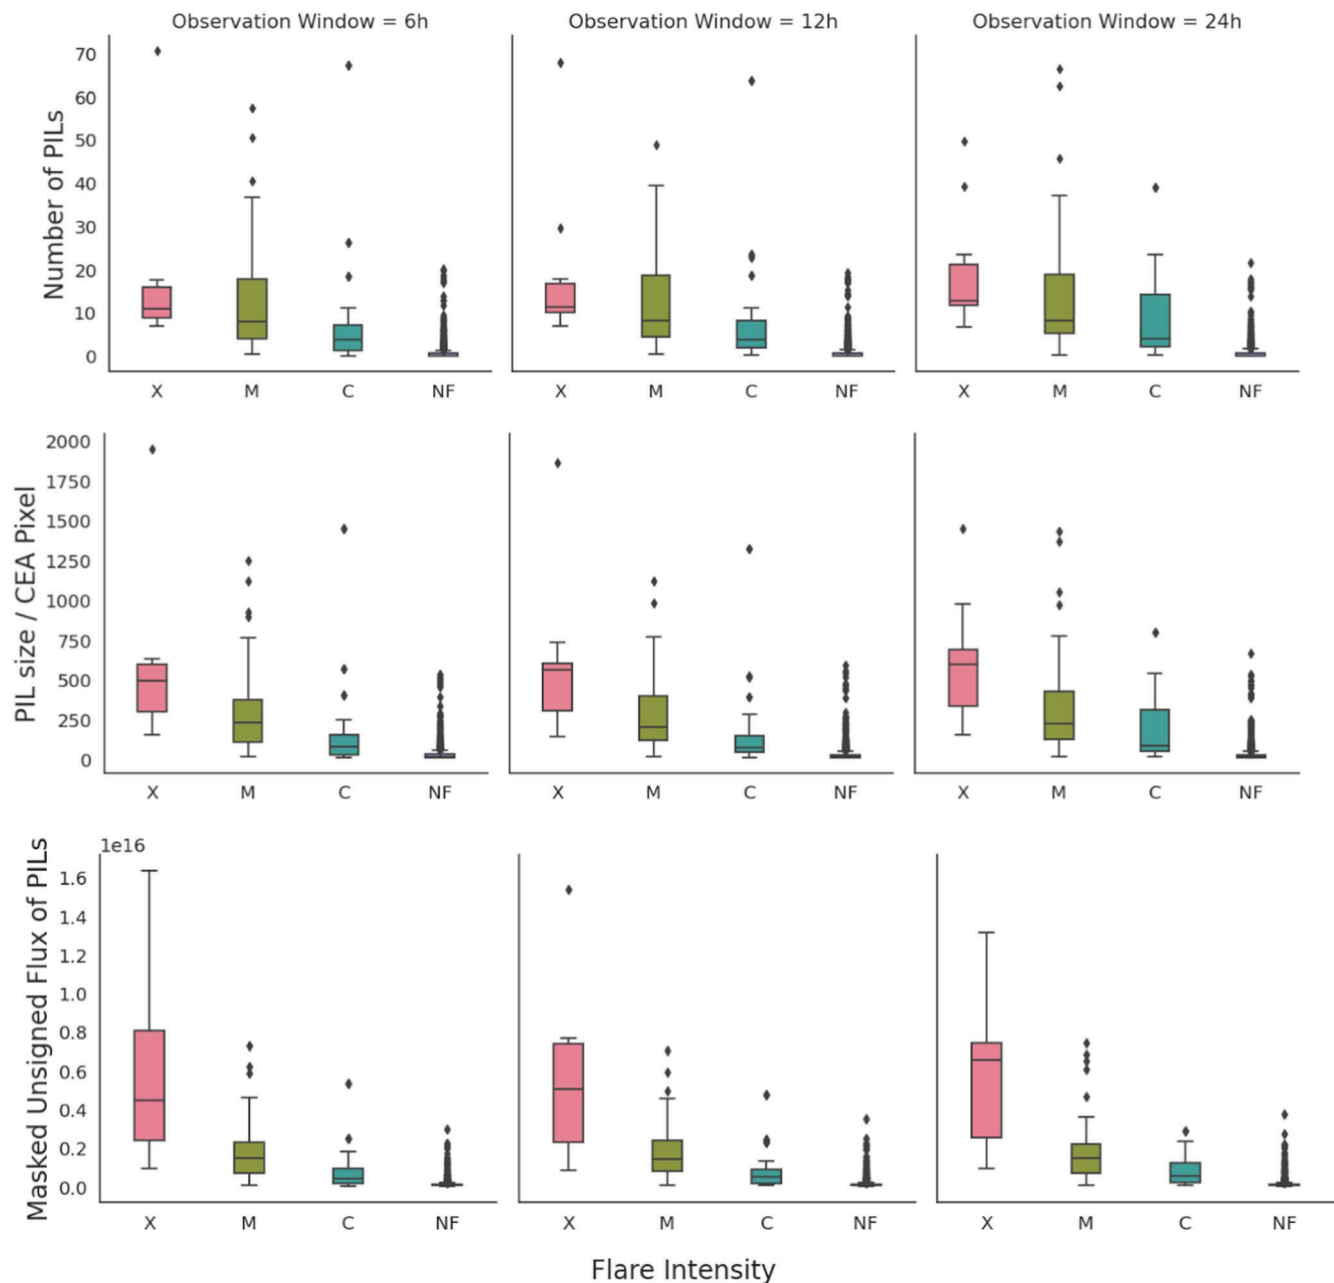 Observation Window = 6h
Observation Window = 12h
Observation Window = 24h
Number of PILs
70
60
50
40
30
20
10
0
X M C NF
X M C NF
X M C NF
PIL size / CEA Pixel
2000
1750
1500
1250
1000
750
500
250
0
X M C NF
X M C NF
X M C NF
Masked Unsigned Flux of PILs
1e16
1.6
1.4
1.2
1.0
0.8
0.6
0.4
0.2
0.0
X M C NF
X M C NF
X M C NF
Flare Intensity